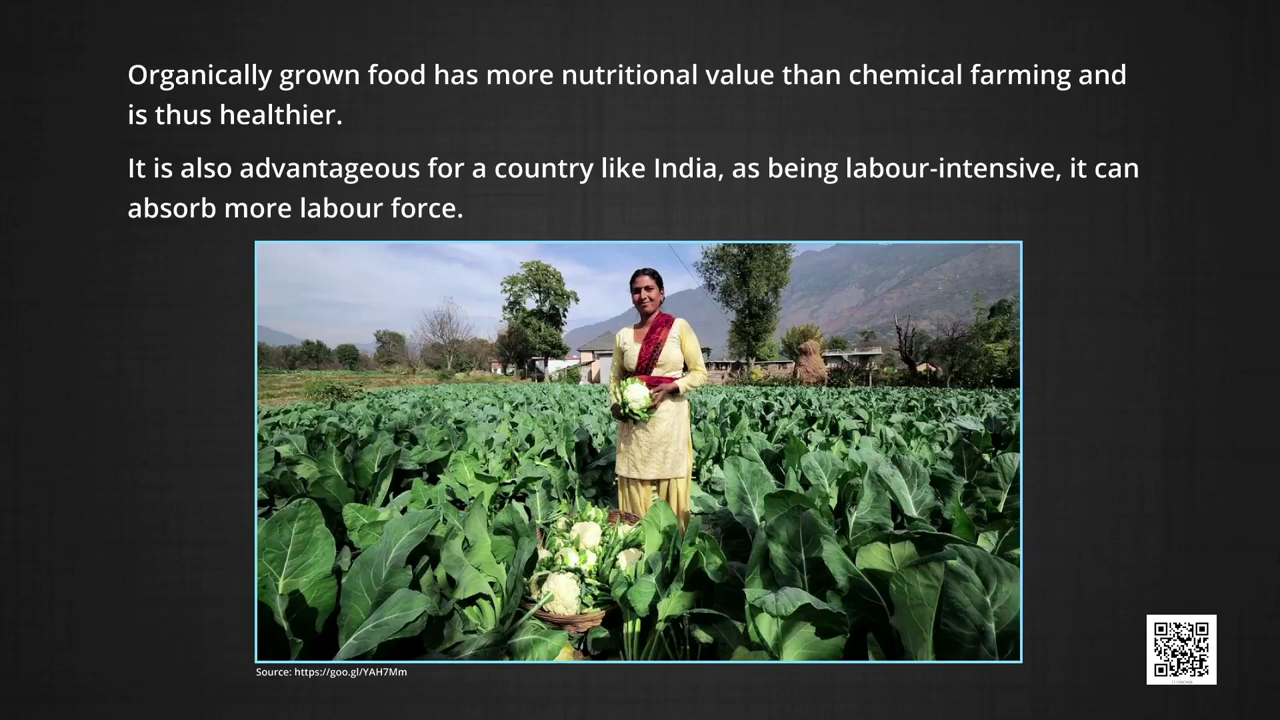 Organically grown food has more nutritional value than chemical farming and
is thus healthier.
It is also advantageous for a country like India, as being labour-intensive, it can
absorb more labour force.
Source: https://goo.gl/YAH7Mm